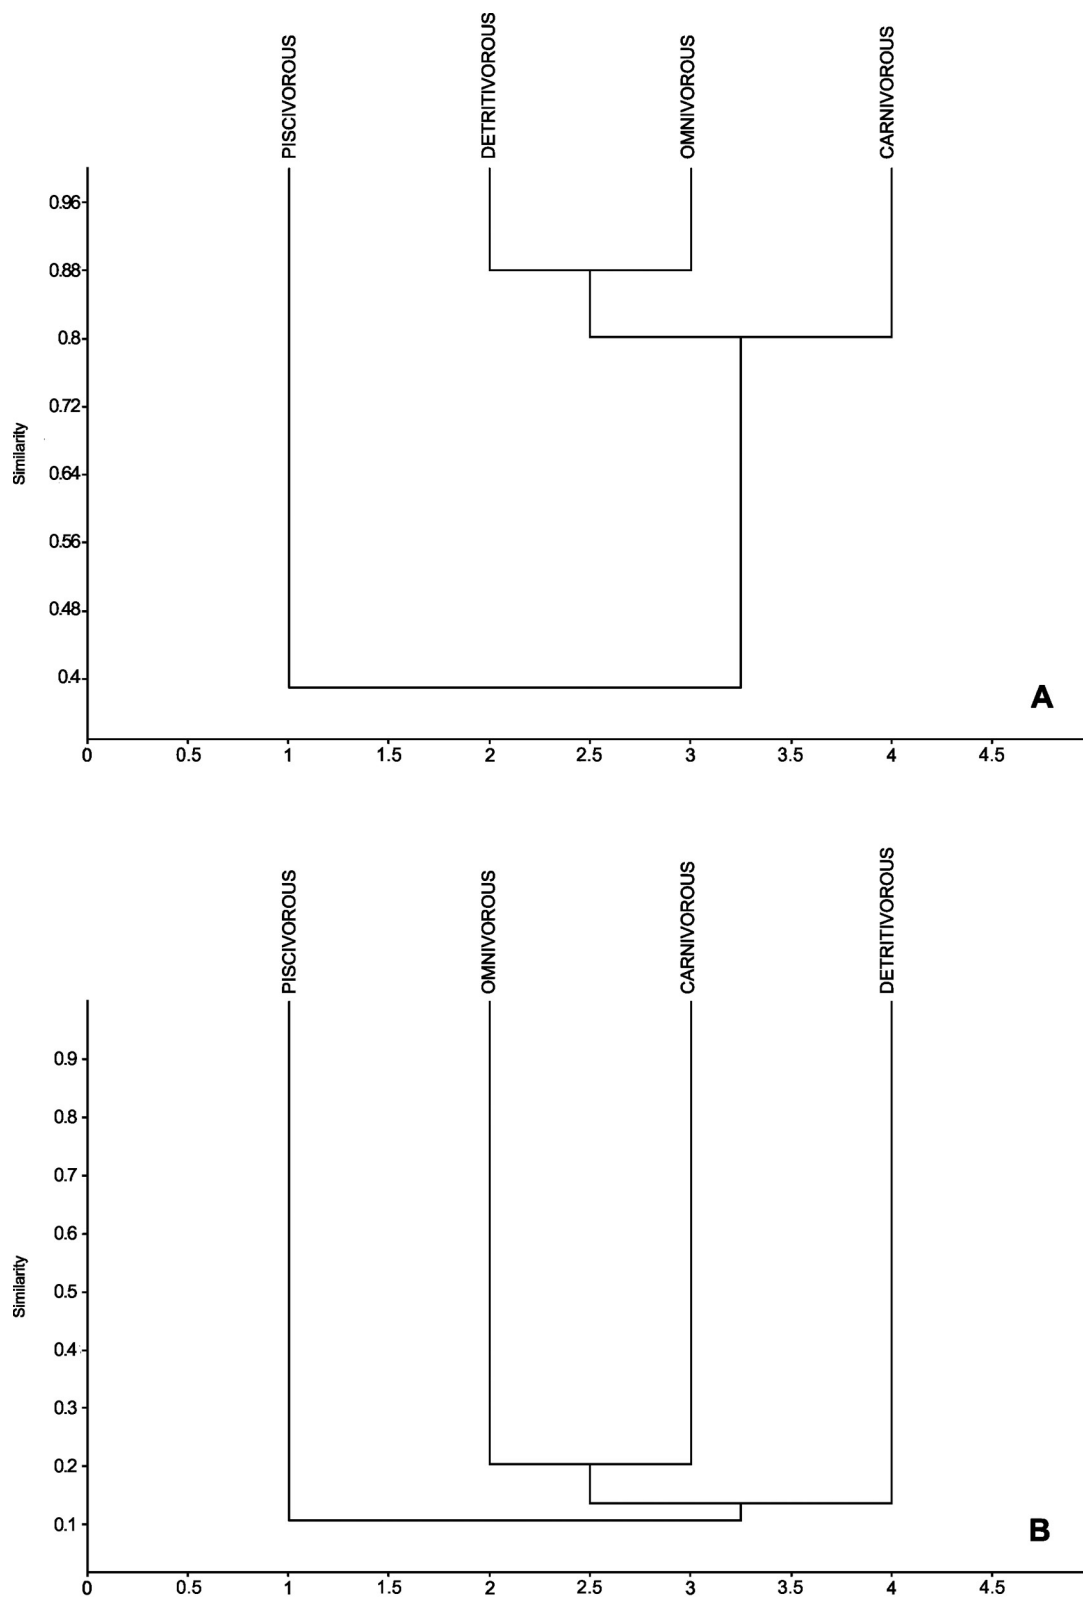 PISCIVOROUS
DETRITIVOROUS
OMNIVOROUS
CARNIVOROUS
0.96
0.88
0.8
0.72
0.64
0.56
0.48
0.4
Similarity
A
0 0.5 1 1.5 2 2.5 3 3.5 4 4.5
PISCIVOROUS
OMNIVOROUS
CARNIVOROUS
DETRITIVOROUS
0.9
0.8
0.7
0.6
0.5
0.4
0.3
0.2
0.1
Similarity
B
0 0.5 1 1.5 2 2.5 3 3.5 4 4.5